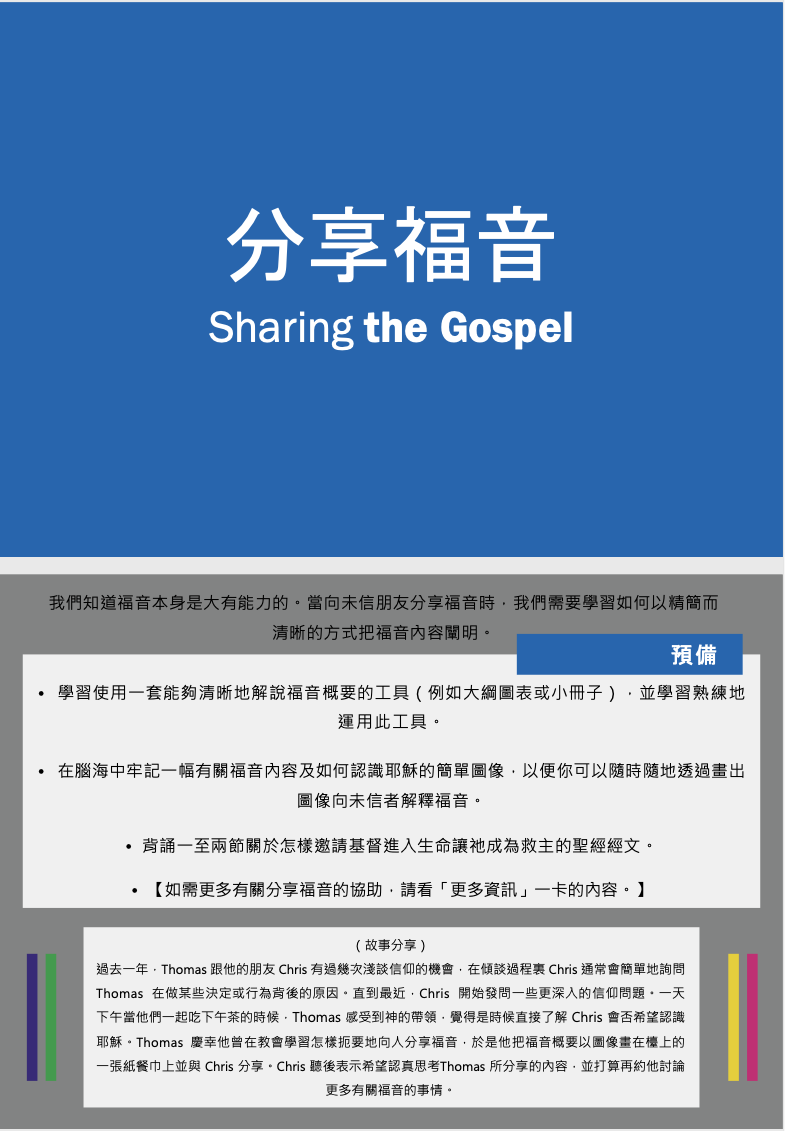 分享福音
Sharing the Gospel
我們知道福音本身是大有能力的。當向未信朋友分享福音時，我們需要學習如何以精簡而
清晰的方式把福音內容闡明。
預備
• 學習使用一套能夠清晰地解說福音概要的工具（例如大綱圖表或小冊子），並學習熟練地
運用此工具。
• 在腦海中牢記一幅有關福音內容及如何認識耶穌的簡單圖像，以便你可以隨時隨地透過畫出
圖像向未信者解釋福音。
• 背誦一至兩節關於怎樣邀請基督進入生命讓祂成為救主的聖經經文。
• 【如需更多有關分享福音的協助，請看「更多資訊」一卡的內容。】
（故事分享）
過去一年，Thomas 跟他的朋友 Chris 有過幾次淺談信仰的機會，在傾談過程裏 Chris 通常會簡單地詢問
Thomas 在做某些決定或行為背後的原因。直到最近，Chris 開始發問一些更深入的信仰問題。一天
下午當他們一起吃下午茶的時候，Thomas 感受到神的帶領，覺得是時候直接了解 Chris 會否希望認識
耶穌。Thomas 慶幸他曾在教會學習怎樣扼要地向人分享福音，於是他把福音概要以圖像畫在檯上的
一張紙餐巾上並與 Chris 分享。Chris 聽後表示希望認真思考Thomas 所分享的內容，並打算再約他討論
更多有關福音的事情。